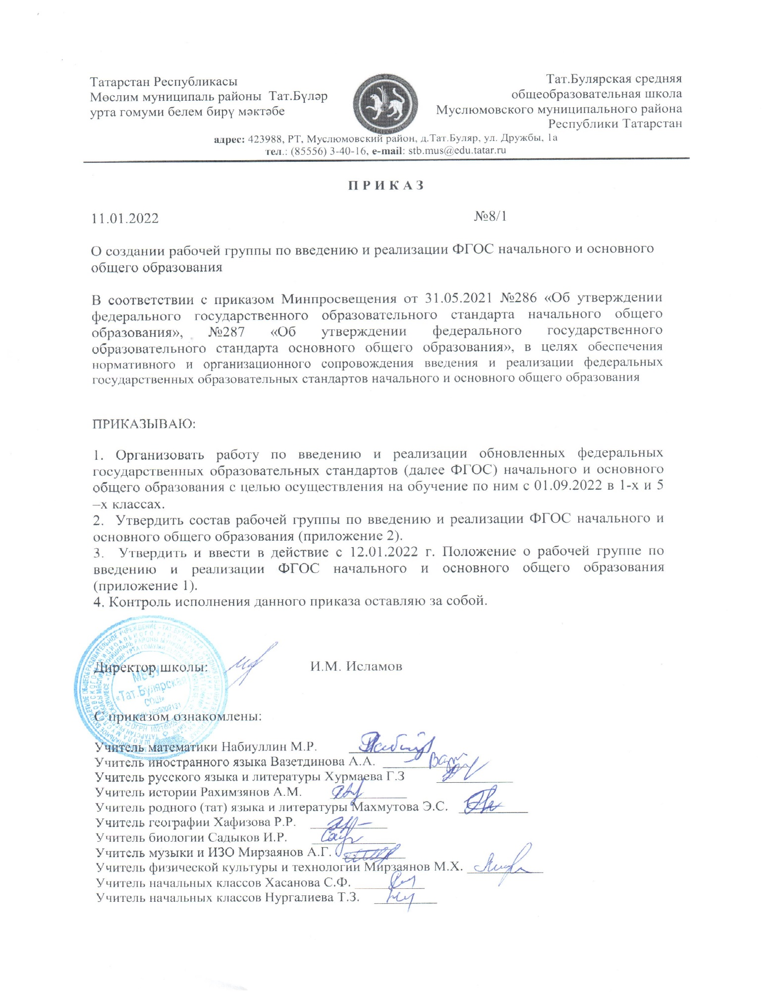 Татарстан Республикасы
Мөслим муниципаль районы Тат.Бүләр
урта гомуми белем бирү мәктәбе
Тат.Булярская средняя
общеобразовательная школа
Муслюмовского муниципального района
Республики Татарстан
адрес: 423988, РТ, Муслюмовский район, д.Тат.Буляр, ул. Дружбы, 1а
тел.: (85556) 3-40-16, e-mail: stb.mus@edu.tatar.ru
П Р И К А З
11.01.2022 №8/1
О создании рабочей группы по введению и реализации ФГОС начального и основного
общего образования
В соответствии с приказом Минпросвещения от 31.05.2021 №286 «Об утверждении
федерального государственного образовательного стандарта начального общего
образования», №287 «Об утверждении федерального государственного
образовательного стандарта основного общего образования», в целях обеспечения
нормативного и организационного сопровождения введения и реализации федеральных
государственных образовательных стандартов начального и основного общего образования
ПРИКАЗЫВАЮ:
1. Организовать работу по введению и реализации обновленных федеральных
государственных образовательных стандартов (далее ФГОС) начального и основного
общего образования с целью осуществления на обучение по ним с 01.09.2022 в 1-х и 5
–х классах.
2. Утвердить состав рабочей группы по введению и реализации ФГОС начального и
основного общего образования (приложение 2).
3. Утвердить и ввести в действие с 12.01.2022 г. Положение о рабочей группе по
введению и реализации ФГОС начального и основного общего образования
(приложение 1).
4. Контроль исполнения данного приказа оставляю за собой.
Директор школы: И.М. Исламов
МБОУ
«Тат.Булярская
СОШ»
С приказом ознакомлены:
Учитель математики Набиуллин М.Р.
Учитель иностранного языка Вазетдинова А.А.
Учитель русского языка и литературы Хурмаева Г.З
Учитель истории Рахимзянов А.М.
Учитель родного (тат) языка и литературы Махмутова Э.С.
Учитель географии Хафизова Р.Р.
Учитель биологии Садыков И.Р.
Учитель музыки и ИЗО Мирзаянов А.Г.
Учитель физической культуры и технологии Мирзаянов М.Х.
Учитель начальных классов Хасанова С.Ф.
Учитель начальных классов Нургалиева Т.З.